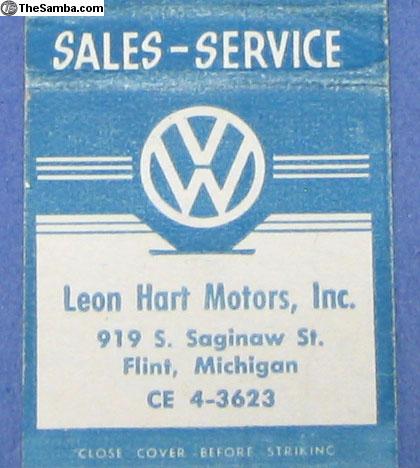 TheSamba.com
SALES-SERVICE
VW
Leon Hart Motors, Inc.
919 S. Saginaw St.
Flint, Michigan
CE 4-3623
CLOSE COVER BEFORE STRIKING